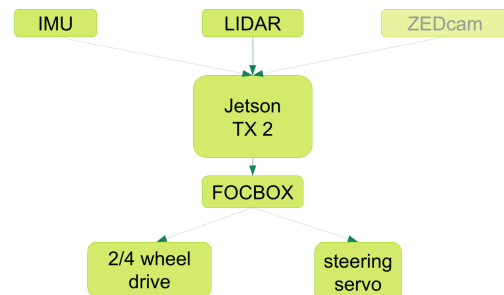 IMU
LIDAR
ZEDcam
Jetson
TX 2
FOCBOX
2/4 wheel
drive
steering
servo